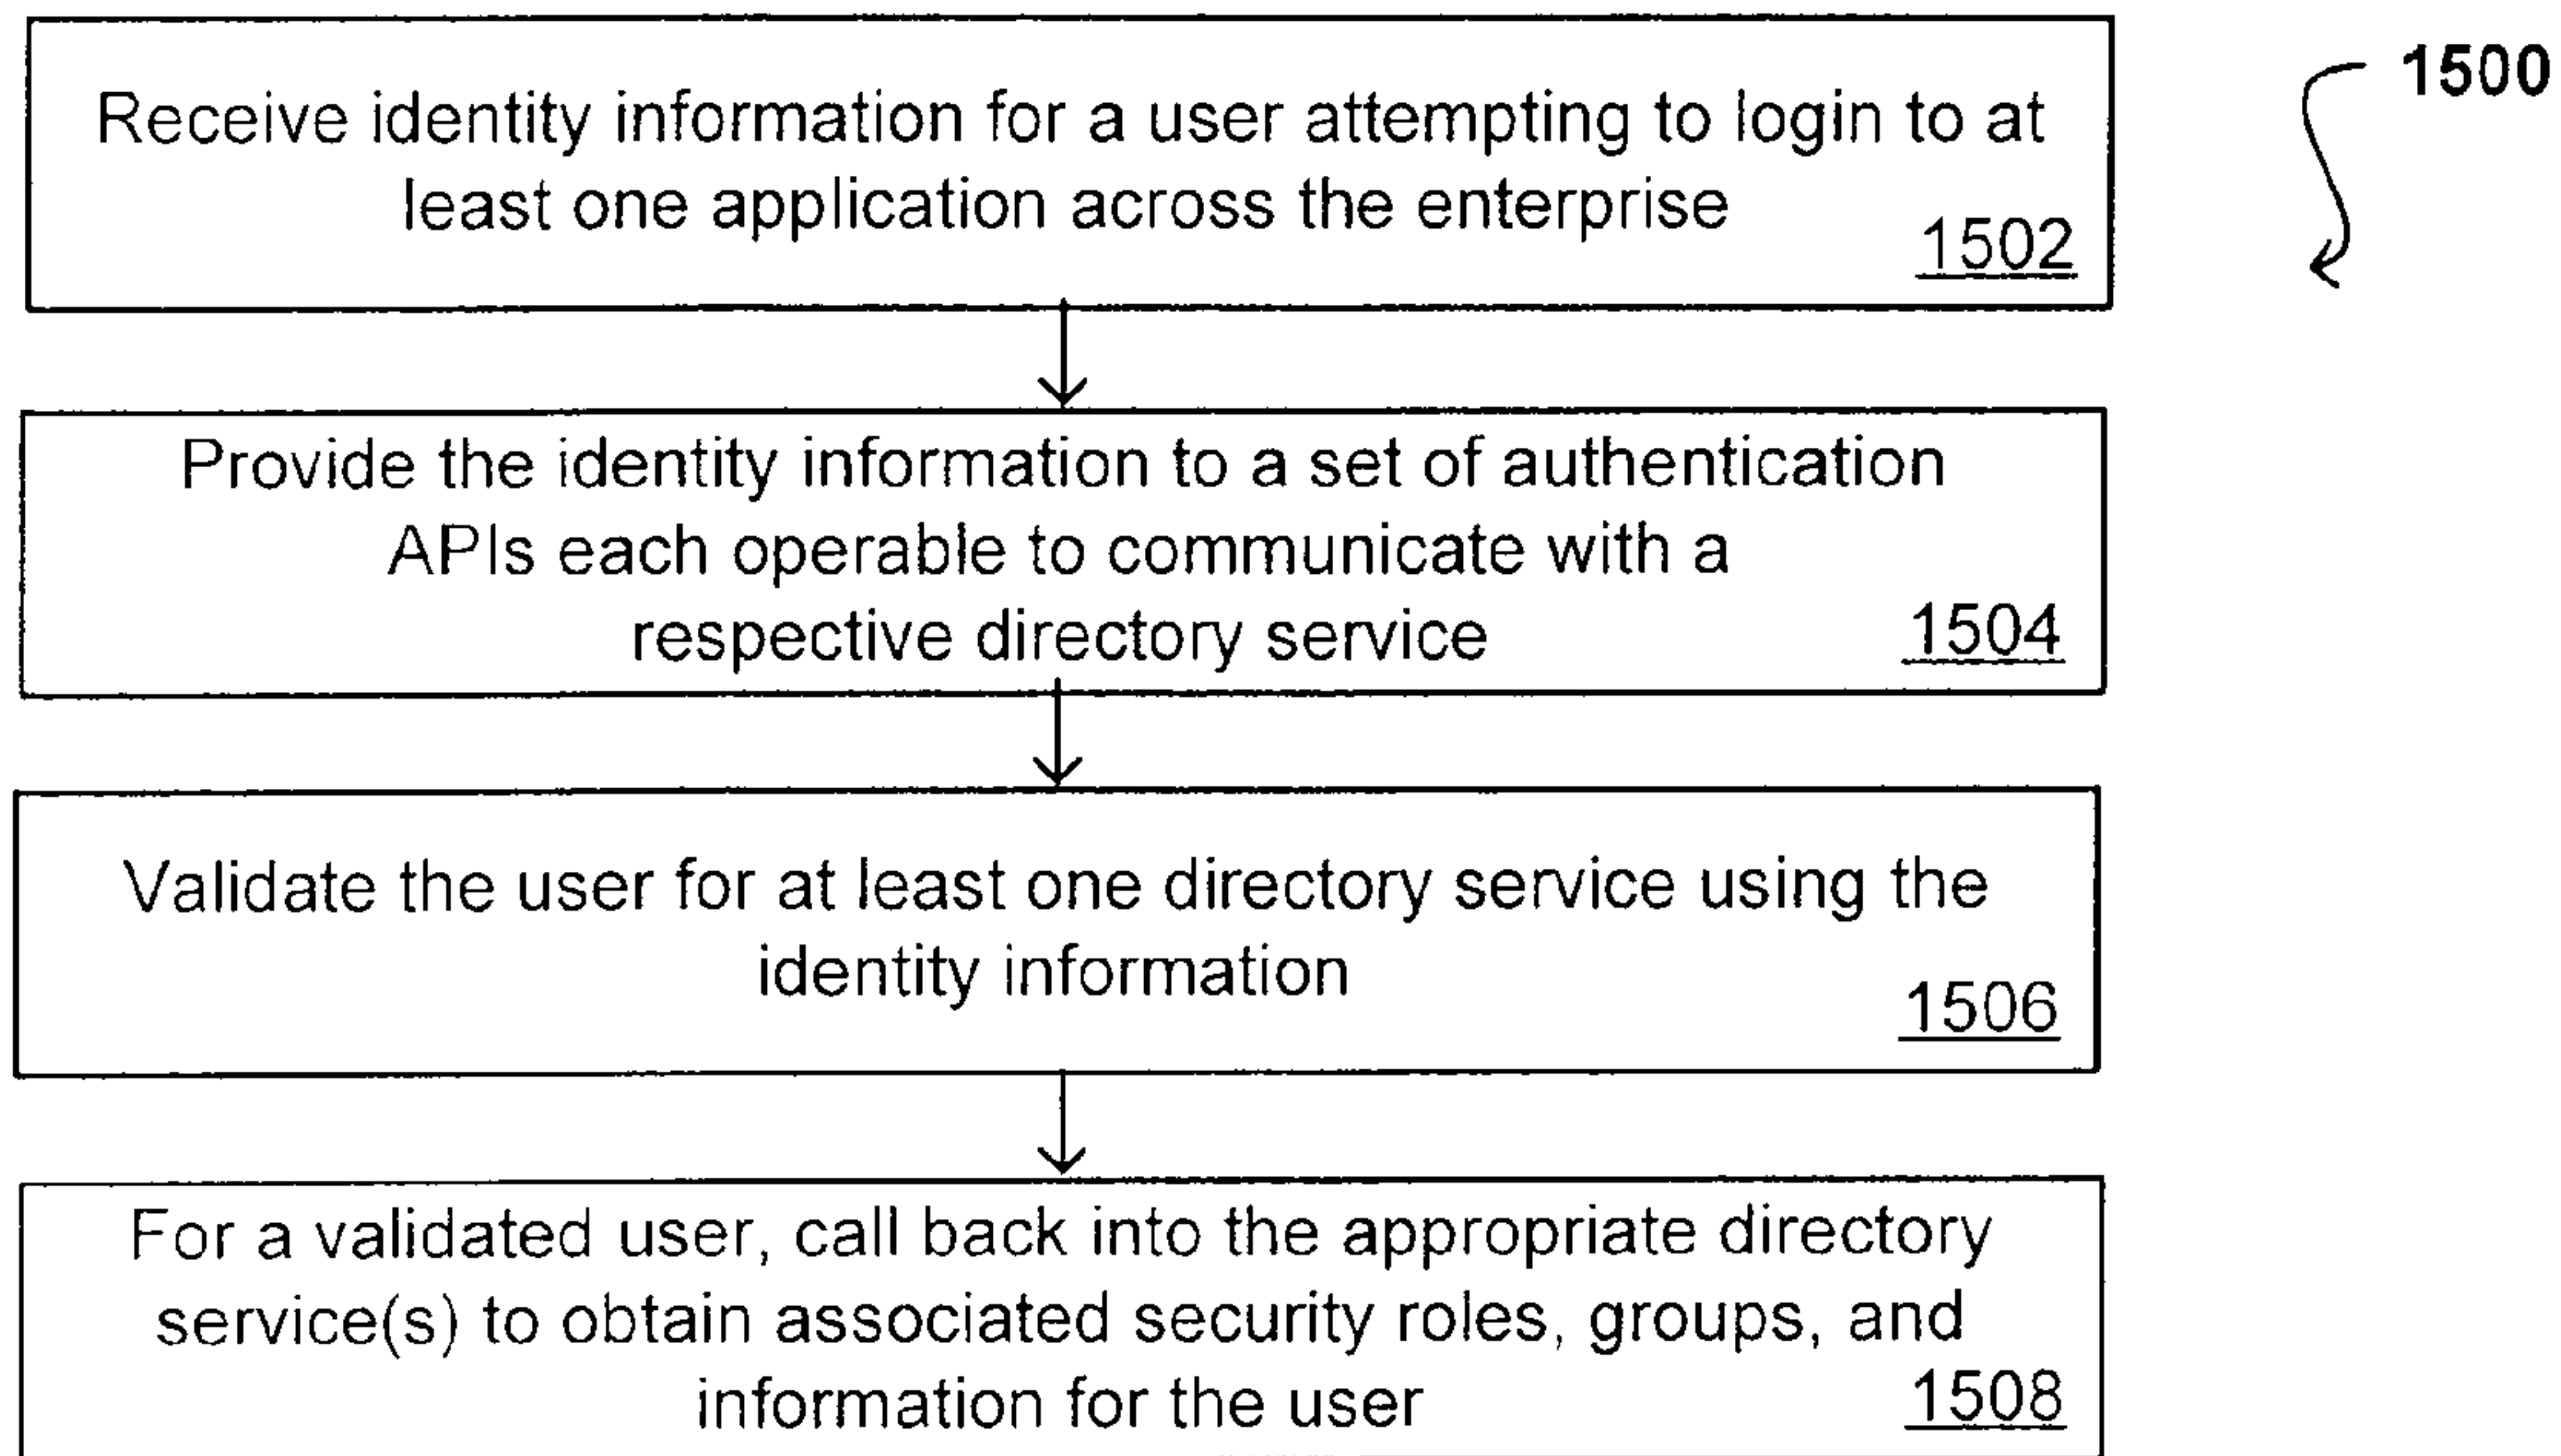 1500
Receive identity information for a user attempting to login to at
least one application across the enterprise
1502
Provide the identity information to a set of authentication
APIs each operable to communicate with a
respective directory service
1504
Validate the user for at least one directory service using the
identity information
1506
For a validated user, call back into the appropriate directory
service(s) to obtain associated security roles, groups, and
information for the user
1508